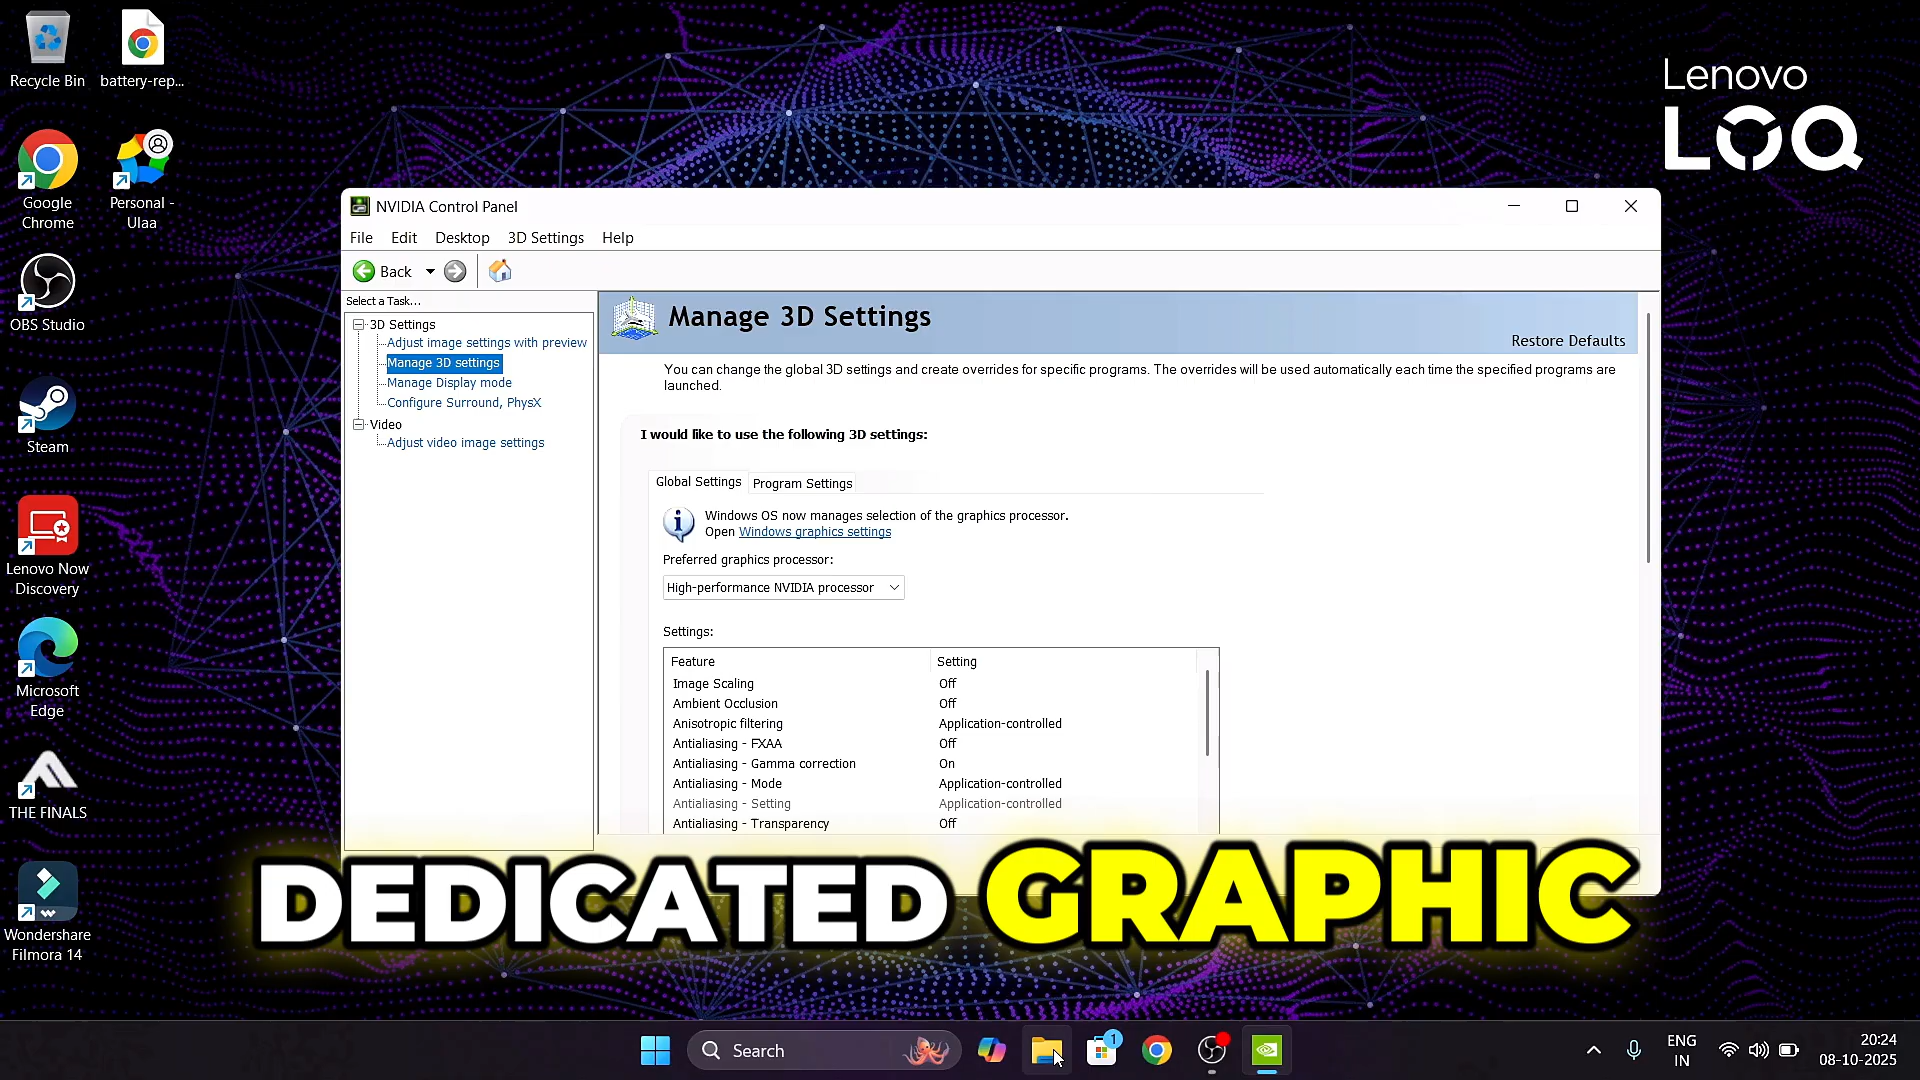 Recycle Bin
battery-rep...
Google
Chrome
Personal -
Ulaa
OBS Studio
Steam
Lenovo Now
Discovery
Microsoft
Edge
THE FINALS
Wondershare
Filmora 14
Lenovo
LOQ
NVIDIA Control Panel
File Edit Desktop 3D Settings Help
Back
Select a Task...
3D Settings
Adjust image settings with preview
Manage 3D settings
Manage Display mode
Configure Surround, PhysX
Video
Adjust video image settings
Manage 3D Settings
Restore Defaults
You can change the global 3D settings and create overrides for specific programs. The overrides will be used automatically each time the specified programs are
launched.
I would like to use the following 3D settings:
Global Settings Program Settings
Windows OS now manages selection of the graphics processor.
Open Windows graphics settings
Preferred graphics processor:
High-performance NVIDIA processor
Settings:
Feature Setting
Image Scaling Off
Ambient Occlusion Off
Anisotropic filtering Application-controlled
Antialiasing - FXAA Off
Antialiasing - Gamma correction On
Antialiasing - Mode Application-controlled
Antialiasing - Setting Application-controlled
Antialiasing - Transparency Off
DEDICATED GRAPHIC
Search
1
ENG
IN
20:24
08-10-2025